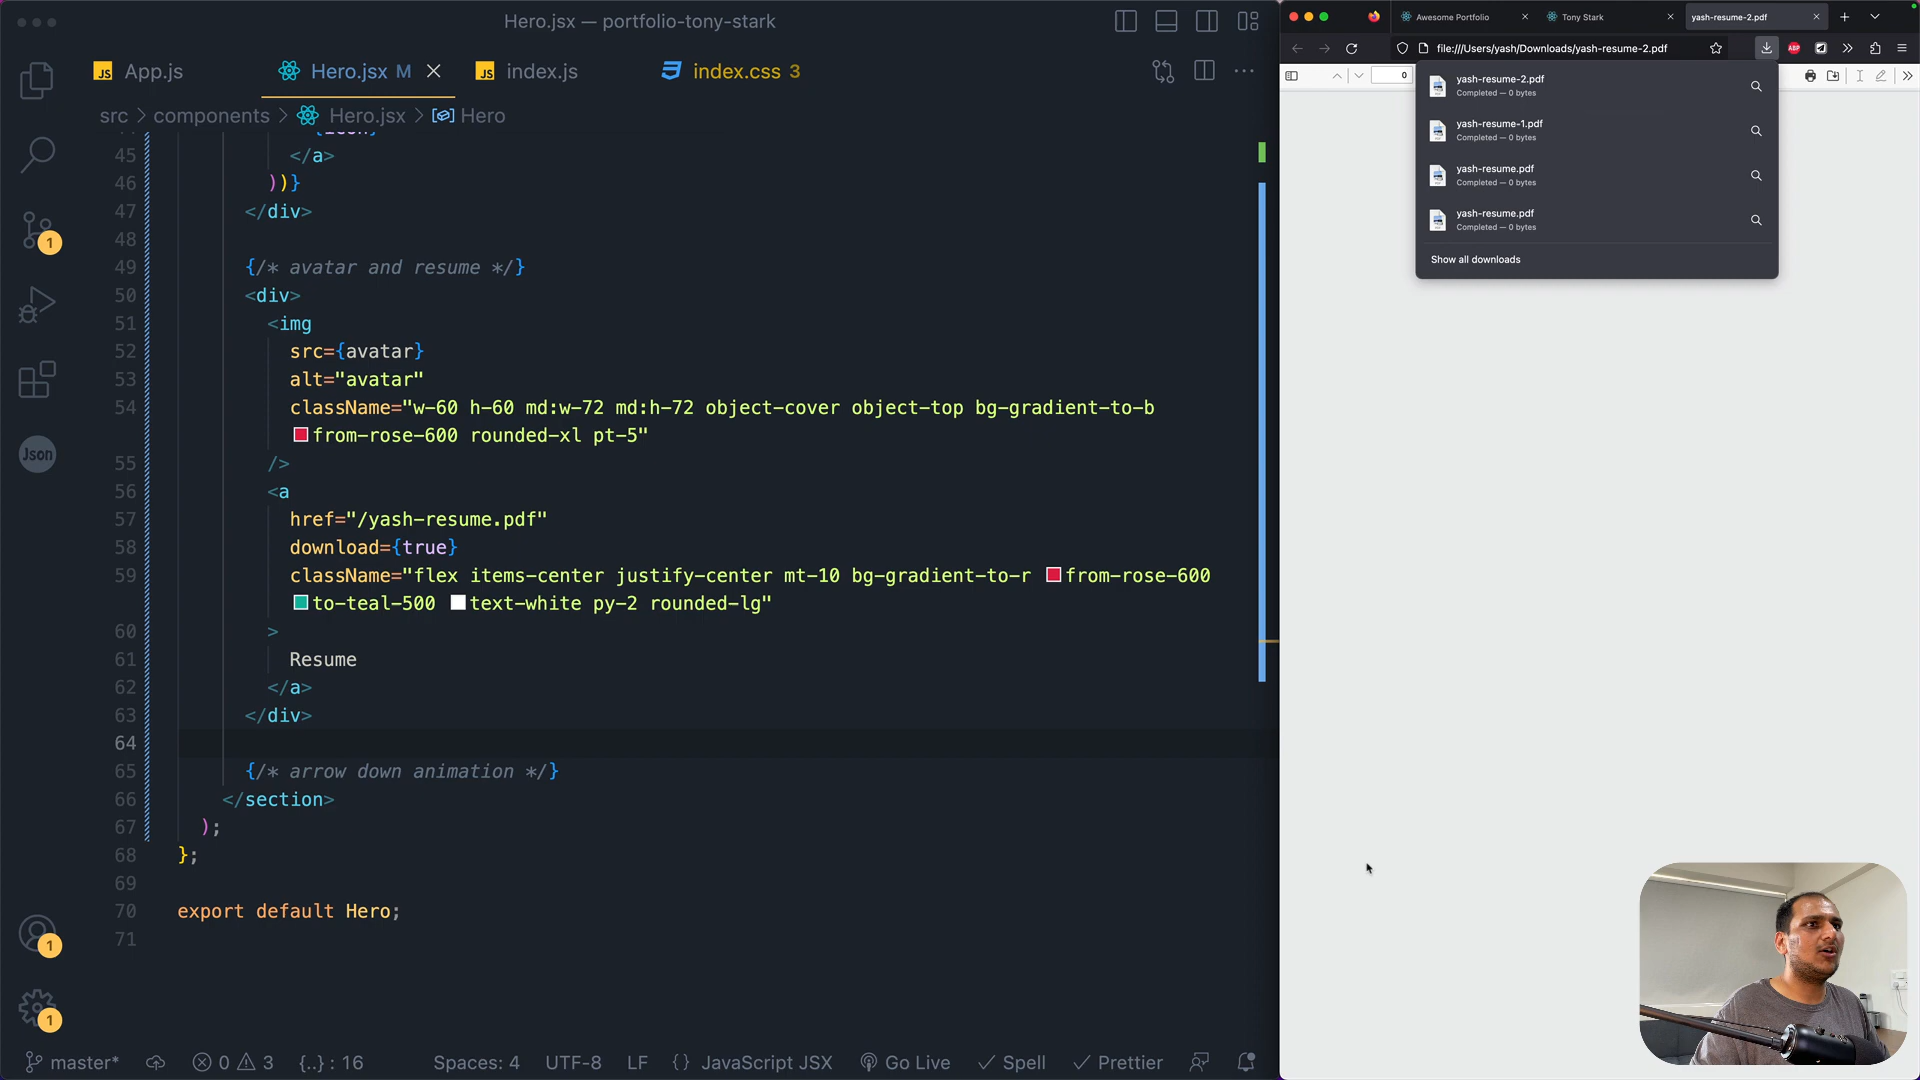 Hero.jsx — portfolio-tony-stark
JS App.js
Hero.jsx M
JS index.js
index.css 3
src > components > Hero.jsx > Hero
45 </a>
46 ))}
47 </div>
48
49 {/* avatar and resume */}
50 <div>
51 <img
52 src={avatar}
53 alt="avatar"
54 className="w-60 h-60 md:w-72 md:h-72 object-cover object-top bg-gradient-to-b
from-rose-600 rounded-xl pt-5"
55 />
56 <a
57 href="/yash-resume.pdf"
58 download={true}
59 className="flex items-center justify-center mt-10 bg-gradient-to-r from-rose-600
to-teal-500 text-white py-2 rounded-lg"
60 >
61 Resume
62 </a>
63 </div>
64
65 {/* arrow down animation */}
66 </section>
67 );
68 };
69
70 export default Hero;
71
1
Json
1
1
master* 0 3 {..} : 16 Spaces: 4 UTF-8 LF {} JavaScript JSX Go Live Spell Prettier
Awesome Portfolio
Tony Stark
yash-resume-2.pdf
file:///Users/yash/Downloads/yash-resume-2.pdf
ABP
0
yash-resume-2.pdf
Completed — 0 bytes
yash-resume-1.pdf
Completed — 0 bytes
yash-resume.pdf
Completed — 0 bytes
yash-resume.pdf
Completed — 0 bytes
Show all downloads